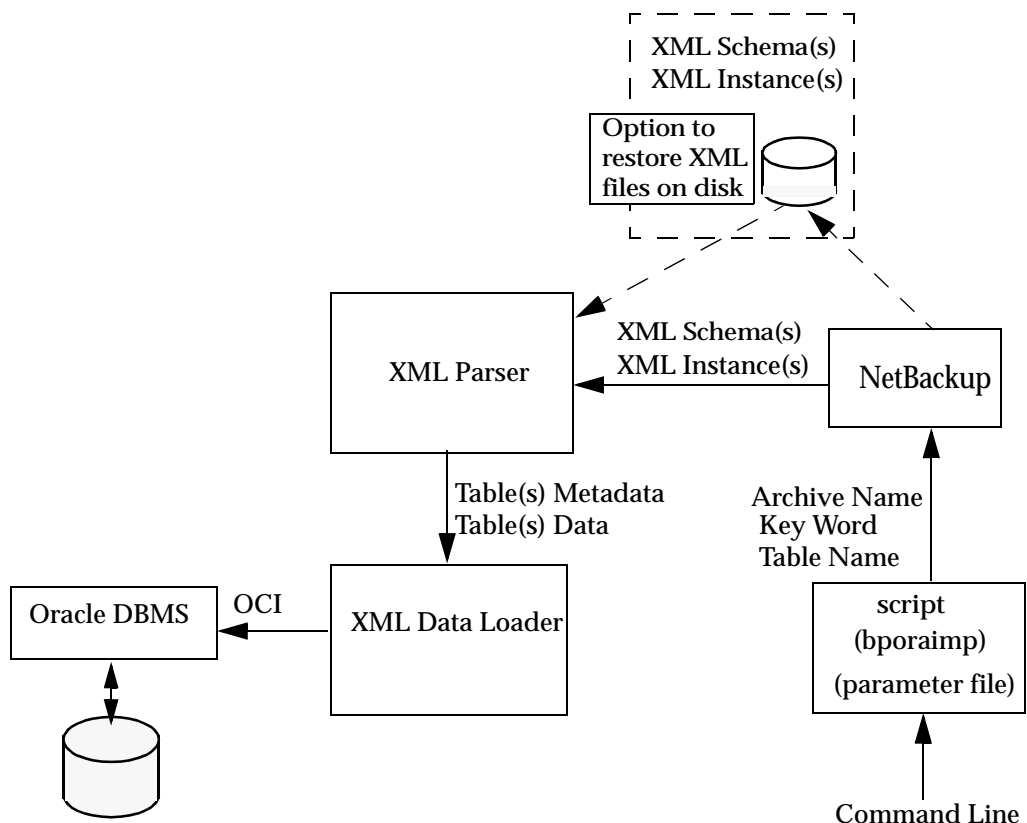 XML Schema(s)
XML Instance(s)
Option to
restore XML
files on disk
XML Parser
XML Schema(s)
XML Instance(s)
NetBackup
Table(s) Metadata
Table(s) Data
Archive Name
Key Word
Table Name
Oracle DBMS
OCI
XML Data Loader
script
(bporaimp)
(parameter file)
Command Line